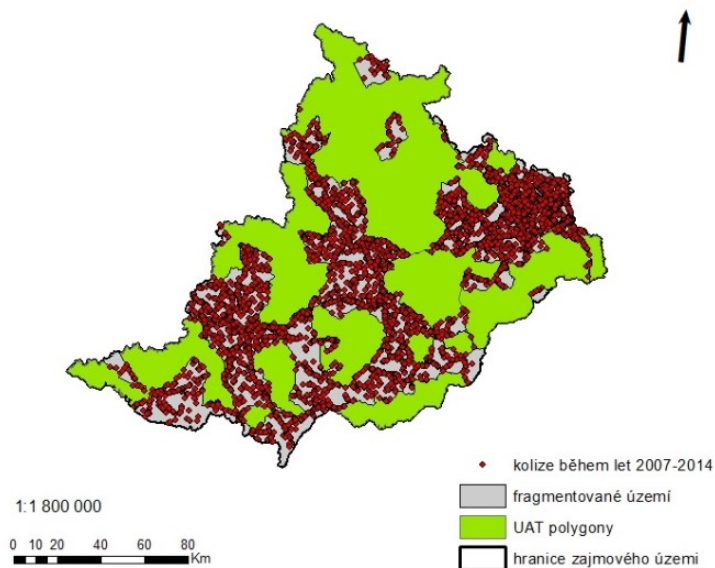 kolize během let 2007-2014
fragmentované území
UAT polygony
hranice zajmového území
1:1 800 000
0 10 20 40 60 80
Km